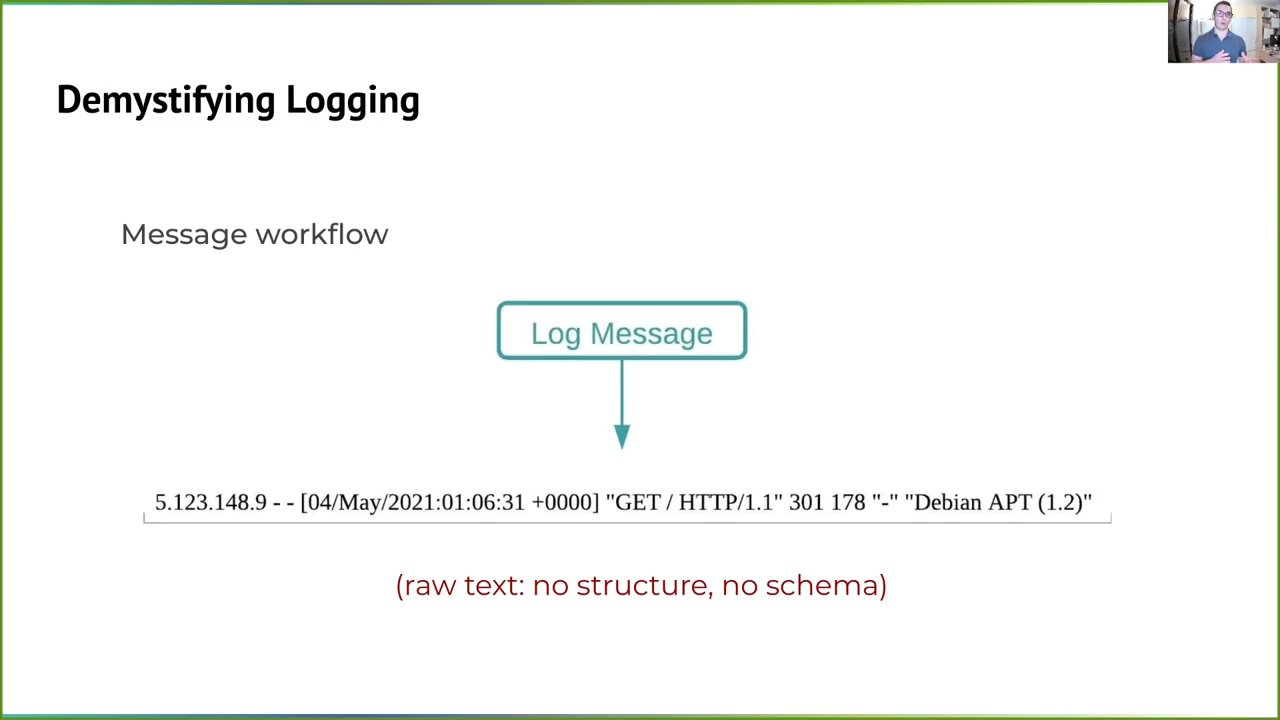 Demystifying Logging
Message workflow
Log Message
5.123.148.9 - - [04/May/2021:01:06:31 +0000] "GET / HTTP/1.1" 301 178 "-" "Debian APT (1.2)"
(raw text: no structure, no schema)